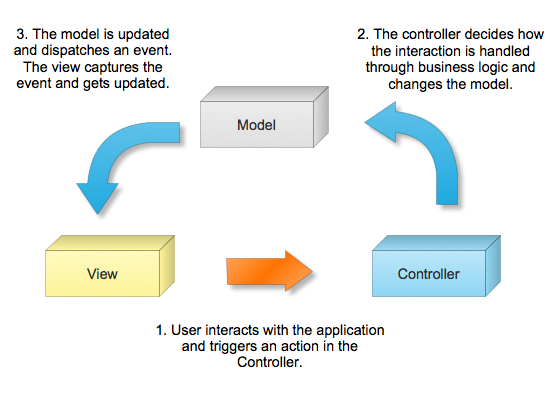 3. The model is updated
and dispatches an event.
The view captures the
event and gets updated.
2. The controller decides how
the interaction is handled
through business logic and
changes the model.
Model
View
Controller
1. User interacts with the application
and triggers an action in the
Controller.